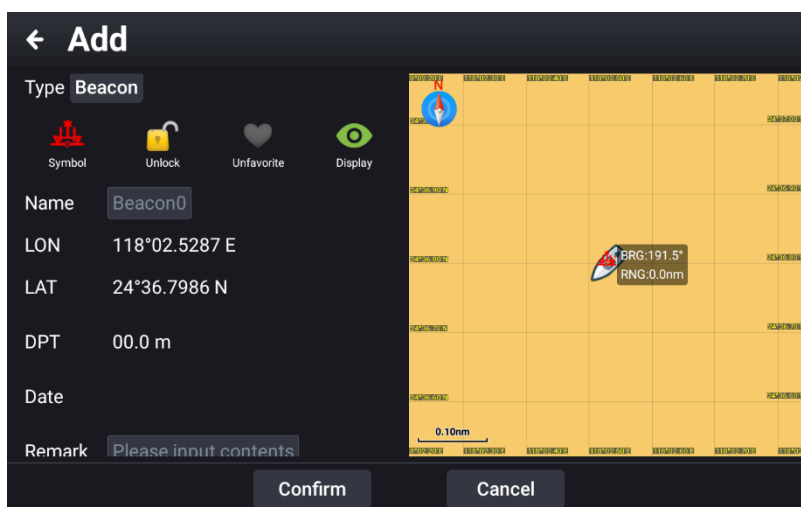 Add
Type Beacon
Symbol Unlock Unfavorite Display
Name Beacon0
LON 118°02.5287 E
LAT 24°36.7986 N
DPT 00.0 m
Date
Remark Please input contents
N
BRG:191.5°
RNG:0.0nm
0.10nm
Confirm Cancel